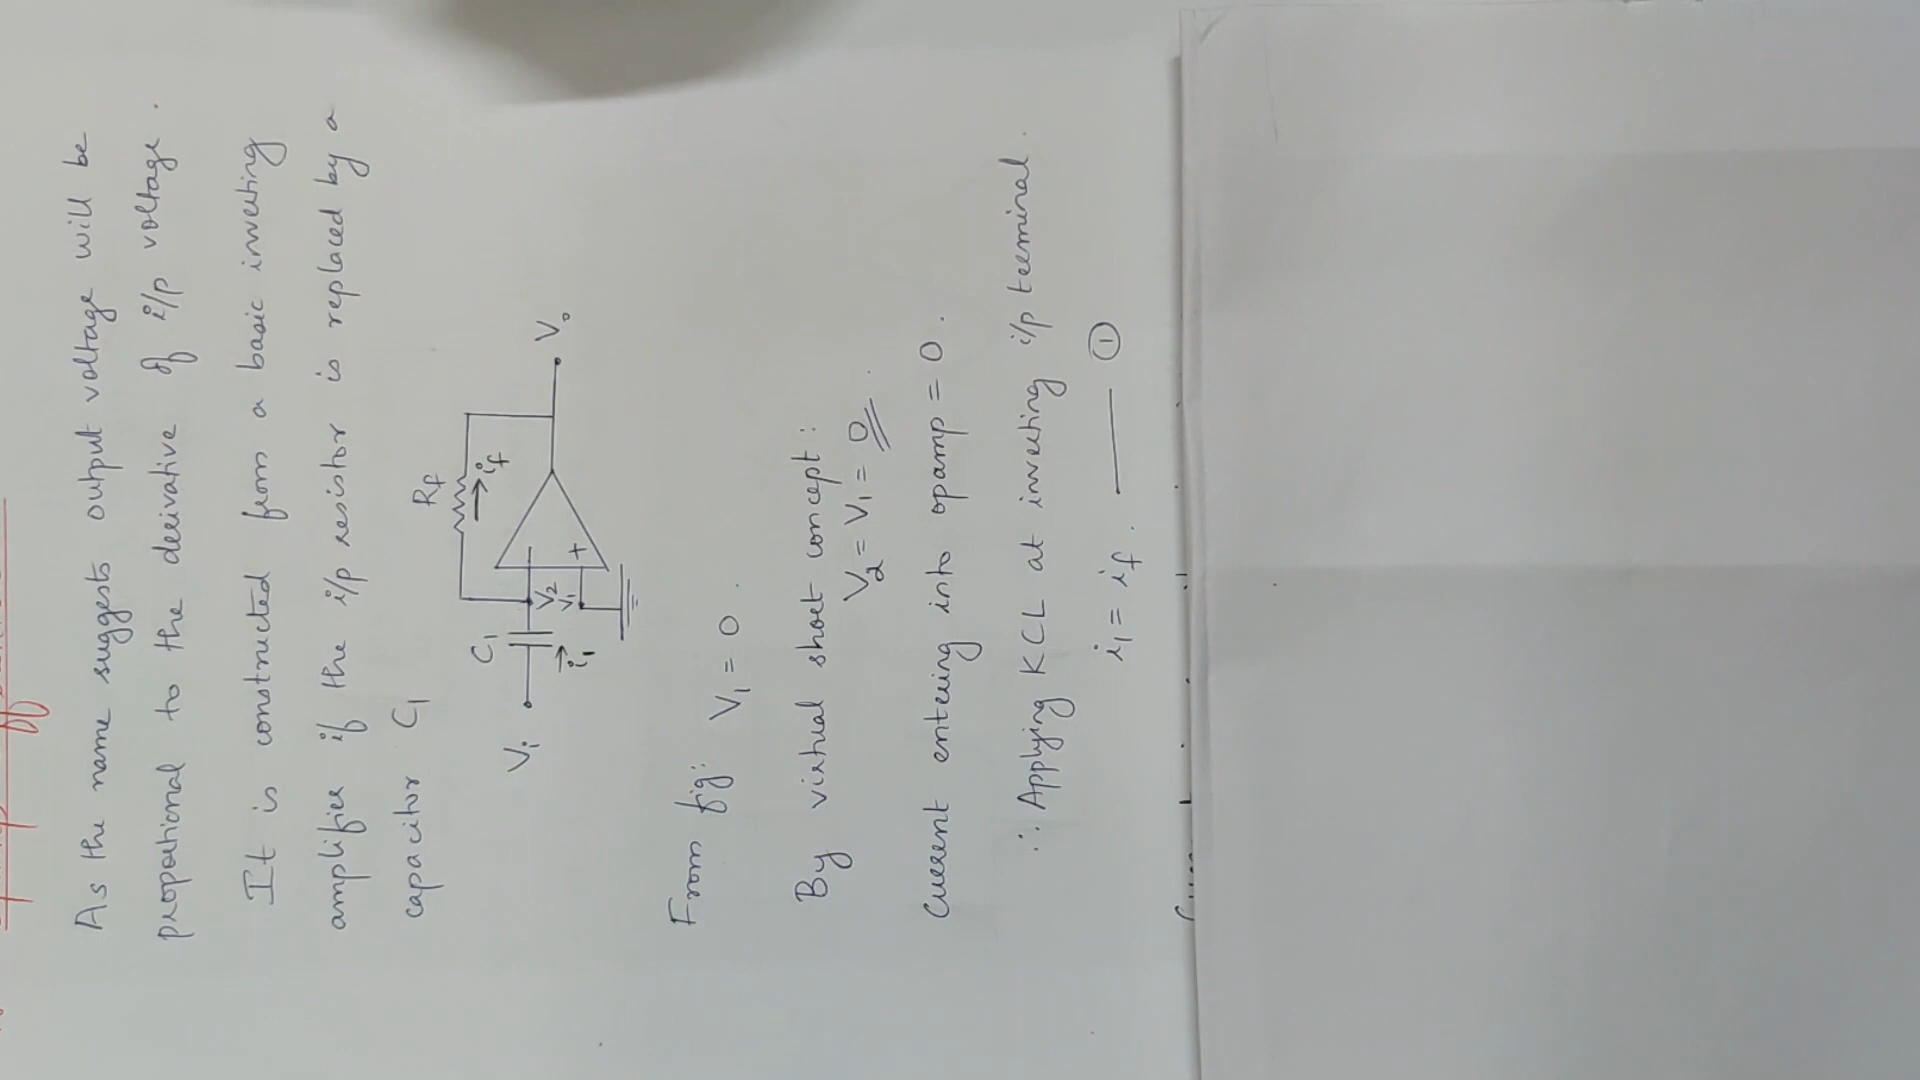 As the name suggests output voltage will be
proportional to the derivative of i/p voltage.
It is constructed from a basic inverting
amplifier if the i/p resistor is replaced by a
capacitor C1
Rf
if
C1
Vi
i1
V2
V1
Vo
From fig: V1 = 0.
By virtual short concept:
V2 = V1 = 0.
Current entering into opamp = 0.
∴ Applying KCL at inverting i/p terminal.
i1 = if. —— ①